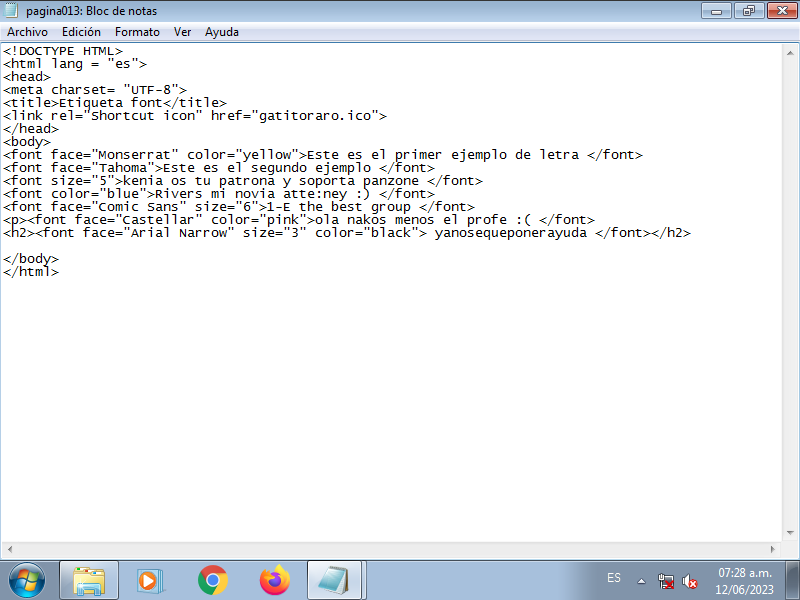 pagina013: Bloc de notas
Archivo Edición Formato Ver Ayuda
<!DOCTYPE HTML>
<html lang = "es">
<head>
<meta charset= "UTF-8">
<title>Etiqueta font</title>
<link rel="Shortcut icon" href="gatitoraro.ico">
</head>
<body>
<font face="Monserrat" color="yellow">Este es el primer ejemplo de letra </font>
<font face="Tahoma">Este es el segundo ejemplo </font>
<font size="5">kenia os tu patrona y soporta panzone </font>
<font color="blue">Rivers mi novia atte:ney :) </font>
<font face="Comic Sans" size="6">1-E the best group </font>
<p><font face="Castellar" color="pink">ola nakos menos el profe :( </font>
<h2><font face="Arial Narrow" size="3" color="black"> yanosequeponerayuda </font></h2>
</body>
</html>
ES
07:28 a.m.
12/06/2023